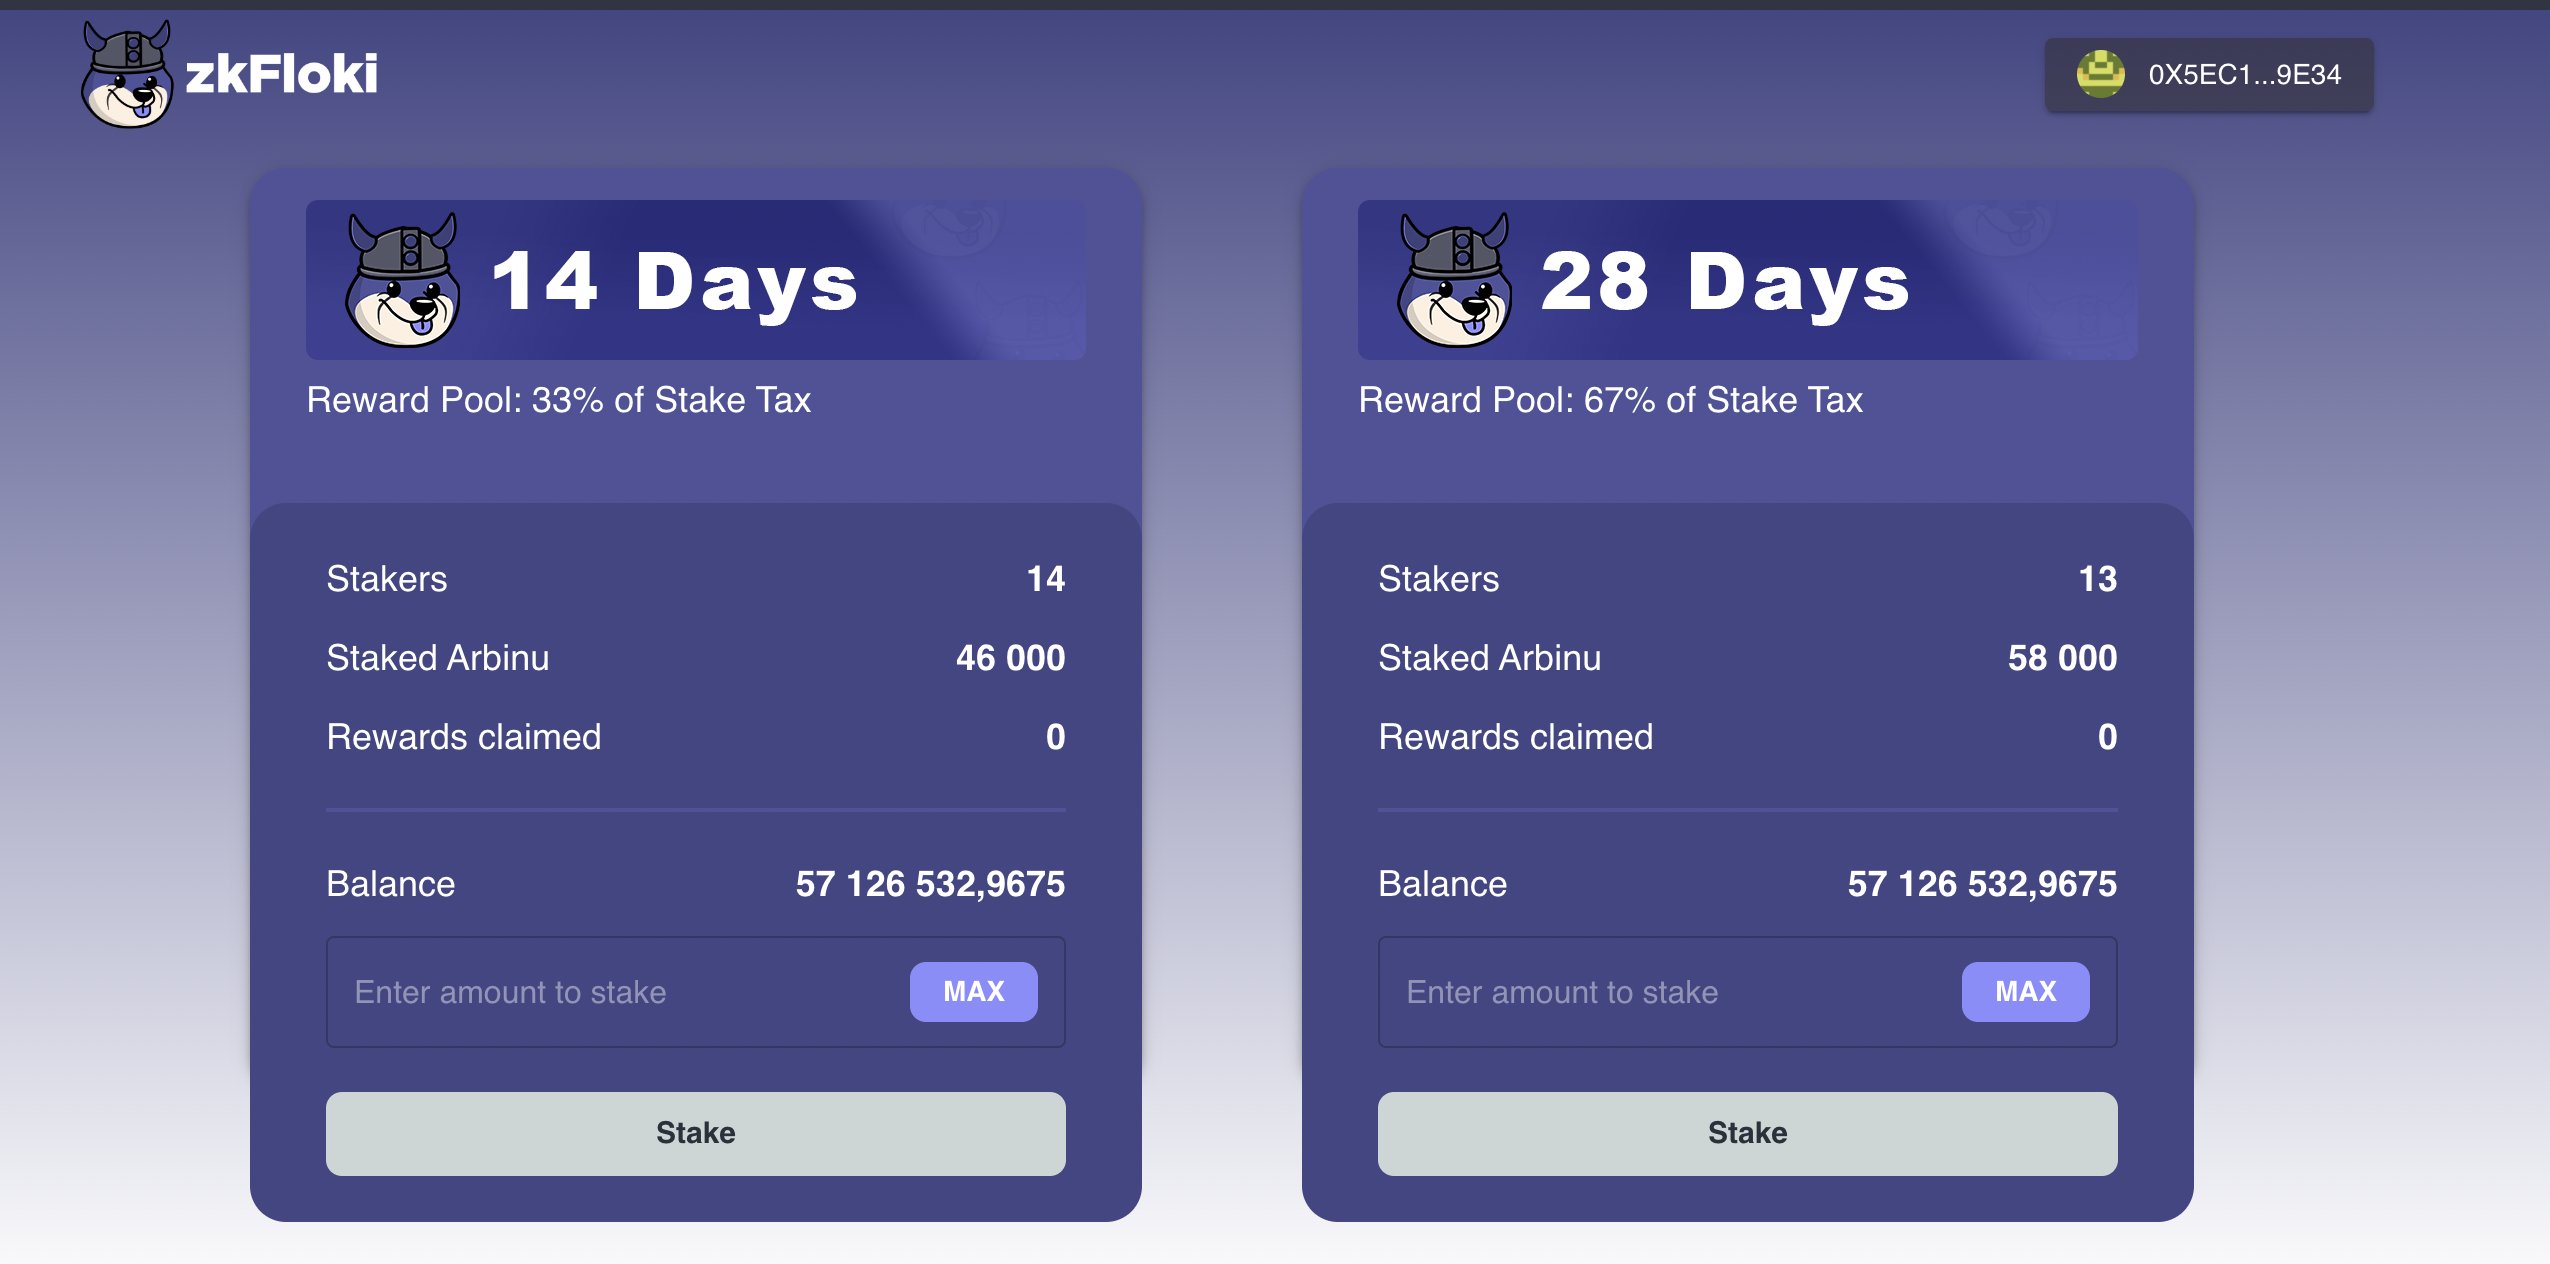 zkFloki
0X5EC1...9E34
14 Days
Reward Pool: 33% of Stake Tax
Stakers 14
Staked Arbinu 46 000
Rewards claimed 0
Balance 57 126 532,9675
Enter amount to stake MAX
Stake
28 Days
Reward Pool: 67% of Stake Tax
Stakers 13
Staked Arbinu 58 000
Rewards claimed 0
Balance 57 126 532,9675
Enter amount to stake MAX
Stake